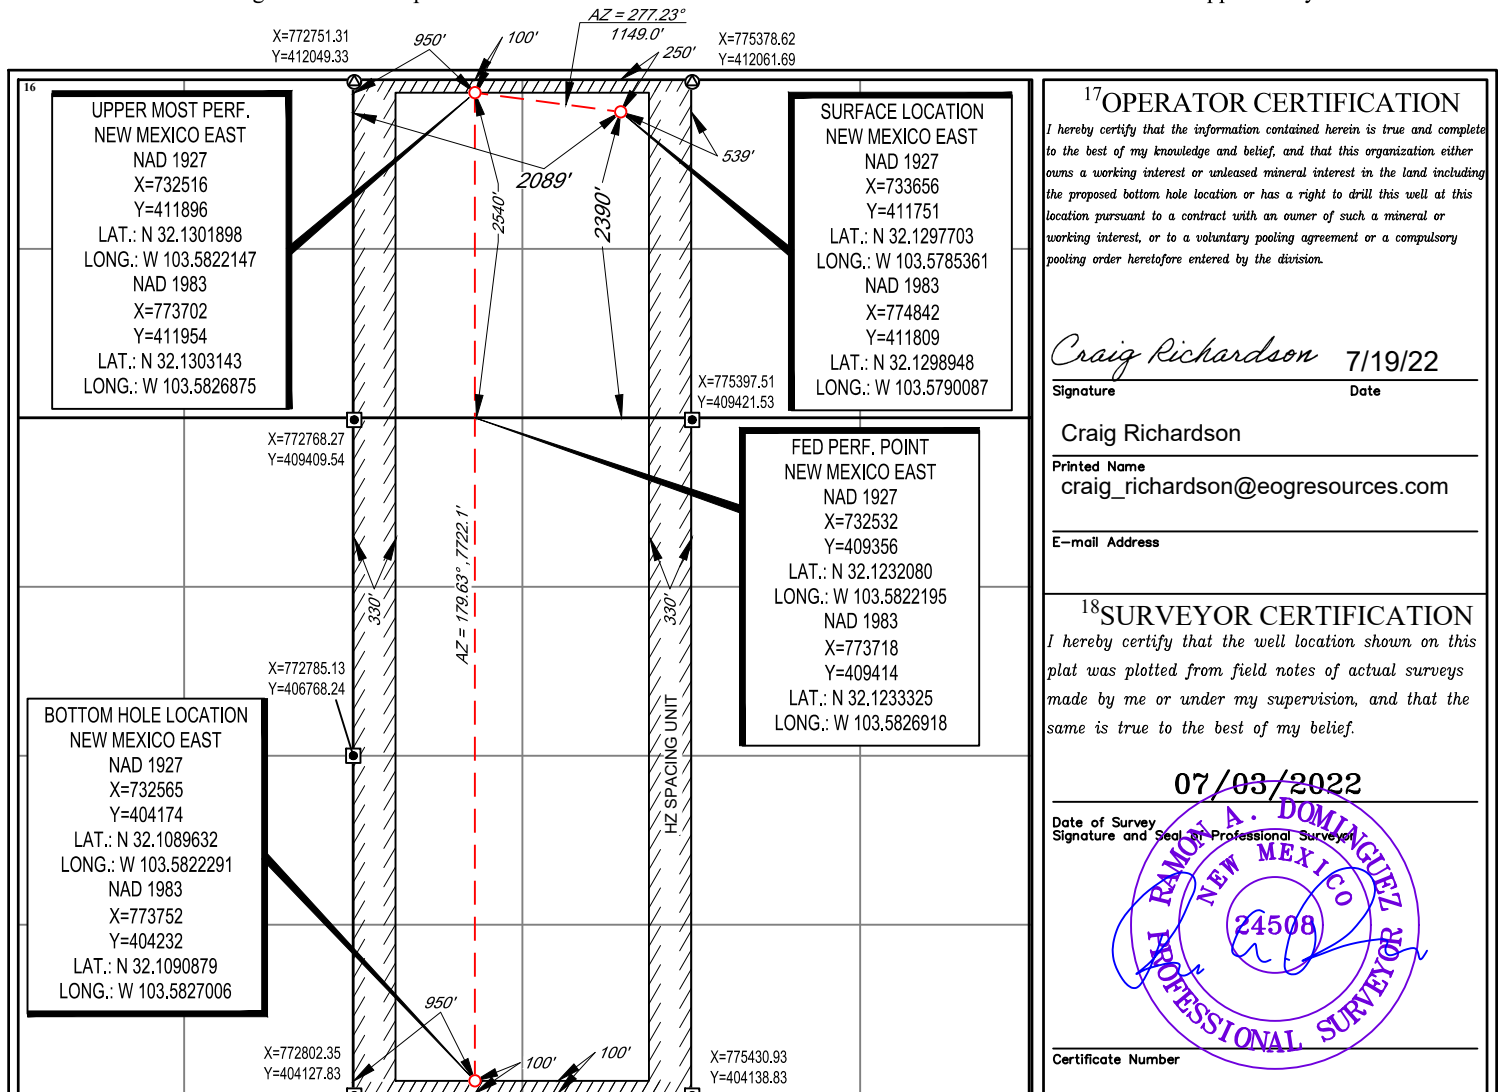 AZ = 277.23°
1149.0'
X=772751.31
Y=412049.33
950'
100'
250'
X=775378.62
Y=412061.69
16
UPPER MOST PERF.
NEW MEXICO EAST
NAD 1927
X=732516
Y=411896
LAT.: N 32.1301898
LONG.: W 103.5822147
NAD 1983
X=773702
Y=411954
LAT.: N 32.1303143
LONG.: W 103.5826875
2089'
539'
2540'
2390'
SURFACE LOCATION
NEW MEXICO EAST
NAD 1927
X=733656
Y=411751
LAT.: N 32.1297703
LONG.: W 103.5785361
NAD 1983
X=774842
Y=411809
LAT.: N 32.1298948
LONG.: W 103.5790087
X=775397.51
Y=409421.53
X=772768.27
Y=409409.54
FED PERF. POINT
NEW MEXICO EAST
NAD 1927
X=732532
Y=409356
LAT.: N 32.1232080
LONG.: W 103.5822195
NAD 1983
X=773718
Y=409414
LAT.: N 32.1233325
LONG.: W 103.5826918
330'
AZ = 179.63°, 7722.1'
330'
HZ SPACING UNIT
X=772785.13
Y=406768.24
BOTTOM HOLE LOCATION
NEW MEXICO EAST
NAD 1927
X=732565
Y=404174
LAT.: N 32.1089632
LONG.: W 103.5822291
NAD 1983
X=773752
Y=404232
LAT.: N 32.1090879
LONG.: W 103.5827006
950'
X=772802.35
Y=404127.83
100'
100'
X=775430.93
Y=404138.83
17OPERATOR CERTIFICATION
I hereby certify that the information contained herein is true and complete
to the best of my knowledge and belief, and that this organization either
owns a working interest or unleased mineral interest in the land including
the proposed bottom hole location or has a right to drill this well at this
location pursuant to a contract with an owner of such a mineral or
working interest, or to a voluntary pooling agreement or a compulsory
pooling order heretofore entered by the division.
Craig Richardson 7/19/22
Signature Date
Craig Richardson
Printed Name
craig_richardson@eogresources.com
E-mail Address
18SURVEYOR CERTIFICATION
I hereby certify that the well location shown on this
plat was plotted from field notes of actual surveys
made by me or under my supervision, and that the
same is true to the best of my belief.
07/03/2022
Date of Survey
Signature and Seal of Professional Surveyor
RAMON A. DOMINGUEZ
NEW MEXICO
24508
PROFESSIONAL SURVEYOR
Certificate Number